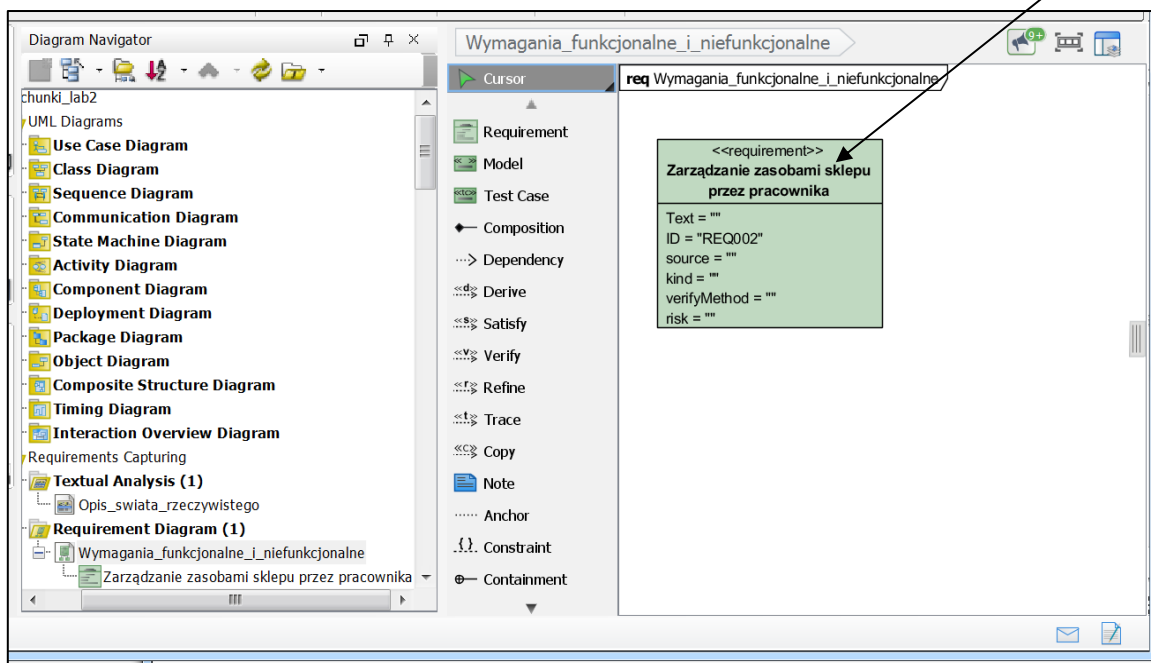 Diagram Navigator
chunki_lab2
UML Diagrams
Use Case Diagram
Class Diagram
Sequence Diagram
Communication Diagram
State Machine Diagram
Activity Diagram
Component Diagram
Deployment Diagram
Package Diagram
Object Diagram
Composite Structure Diagram
Timing Diagram
Interaction Overview Diagram
Requirements Capturing
Textual Analysis (1)
Opis_swiata_rzeczywistego
Requirement Diagram (1)
Wymagania_funkcjonalne_i_niefunkcjonalne
Zarządzanie zasobami sklepu przez pracownika
Wymagania_funkcjonalne_i_niefunkcjonalne
9+
Cursor
Requirement
Model
Test Case
Composition
Dependency
Derive
Satisfy
Verify
Refine
Trace
Copy
Note
Anchor
Constraint
Containment
req Wymagania_funkcjonalne_i_niefunkcjonalne
<<requirement>>
Zarządzanie zasobami sklepu
przez pracownika
Text = ""
ID = "REQ002"
source = ""
kind = ""
verifyMethod = ""
risk = ""